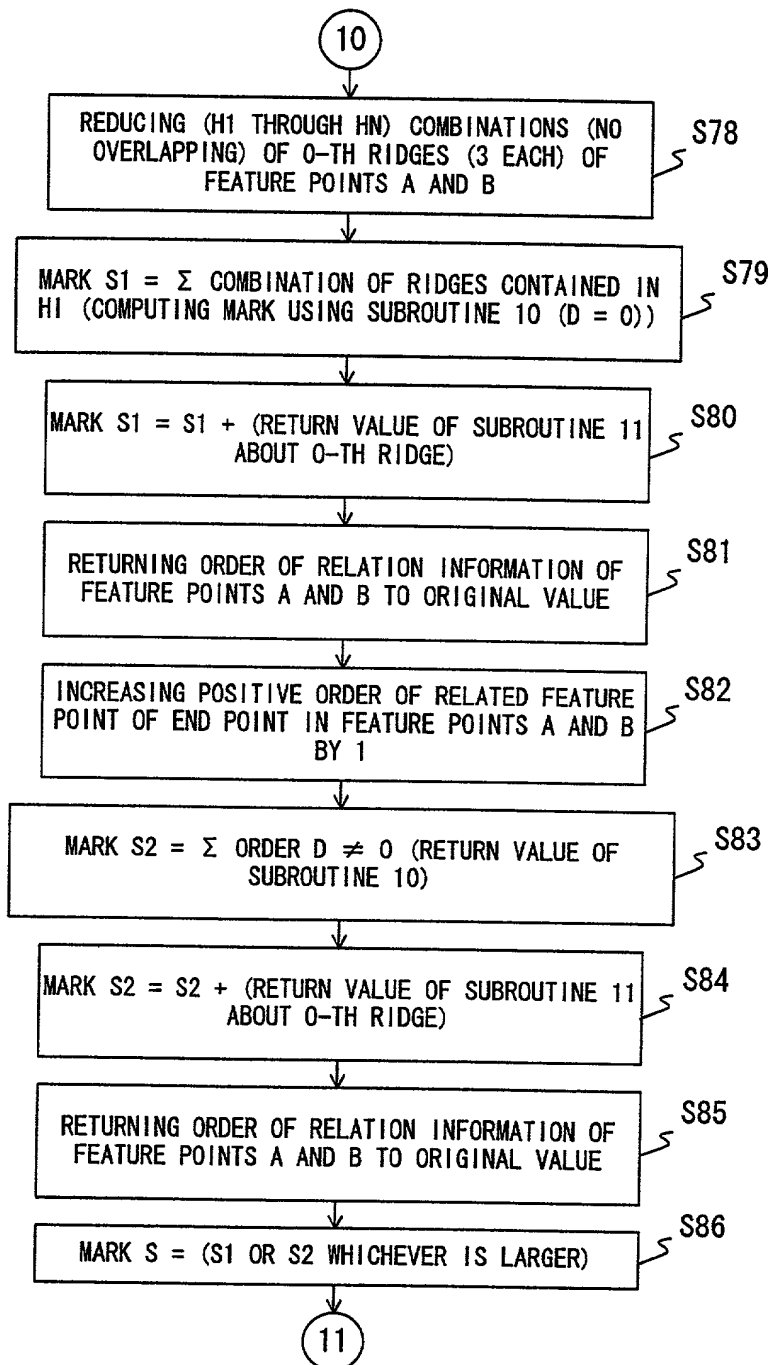 10
REDUCING (H1 THROUGH HN) COMBINATIONS (NO
OVERLAPPING) OF 0-TH RIDGES (3 EACH) OF
FEATURE POINTS A AND B
S78
MARK S1 = Σ COMBINATION OF RIDGES CONTAINED IN
HI (COMPUTING MARK USING SUBROUTINE 10 (D = 0))
S79
MARK S1 = S1 + (RETURN VALUE OF SUBROUTINE 11
ABOUT 0-TH RIDGE)
S80
RETURNING ORDER OF RELATION INFORMATION OF
FEATURE POINTS A AND B TO ORIGINAL VALUE
S81
INCREASING POSITIVE ORDER OF RELATED FEATURE
POINT OF END POINT IN FEATURE POINTS A AND B
BY 1
S82
MARK S2 = Σ ORDER D ≠ 0 (RETURN VALUE OF
SUBROUTINE 10)
S83
MARK S2 = S2 + (RETURN VALUE OF SUBROUTINE 11
ABOUT 0-TH RIDGE)
S84
RETURNING ORDER OF RELATION INFORMATION OF
FEATURE POINTS A AND B TO ORIGINAL VALUE
S85
MARK S = (S1 OR S2 WHICHEVER IS LARGER)
S86
11